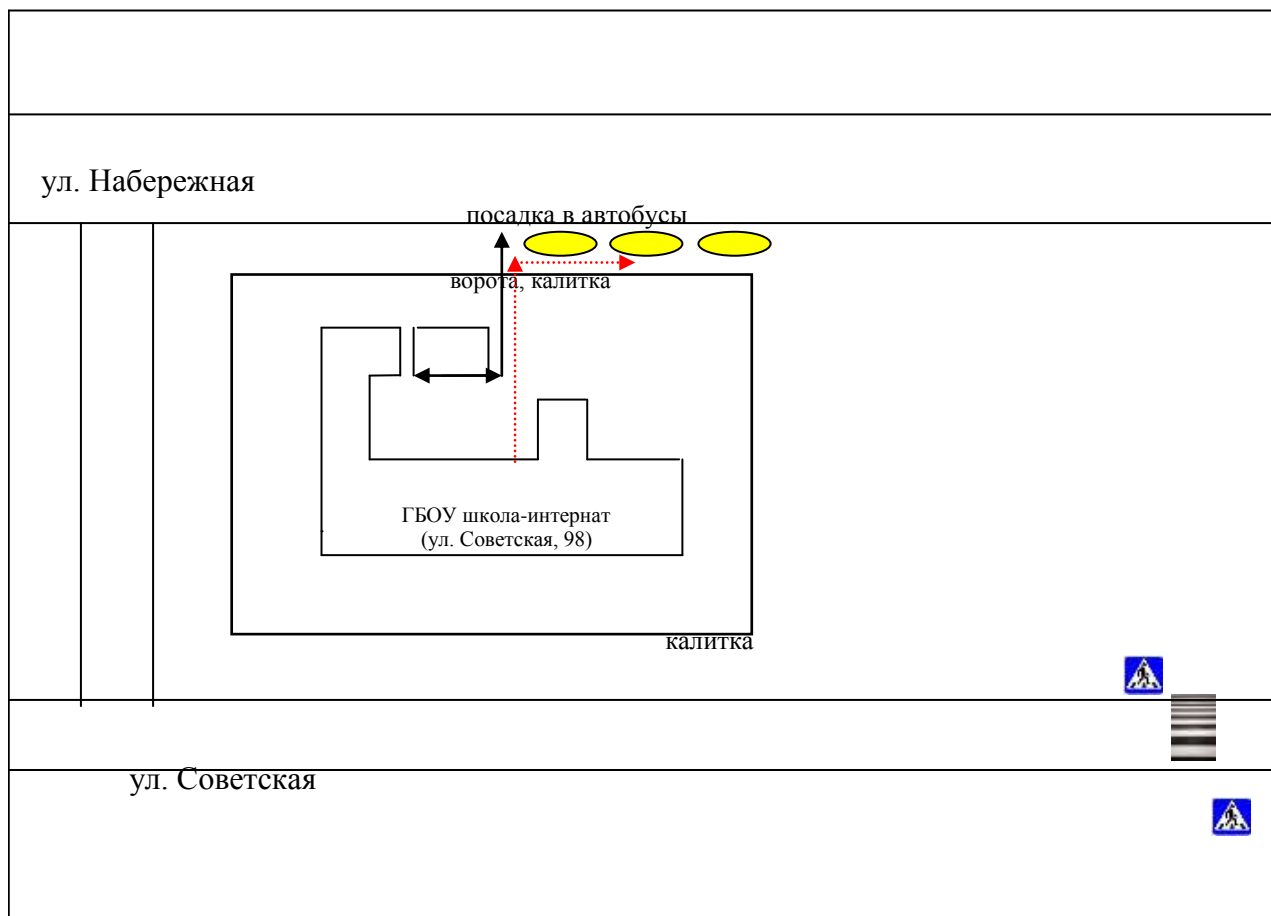 ул. Набережная
посадка в автобусы
ворота, калитка
ГБОУ школа-интернат
(ул. Советская, 98)
калитка
ул. Советская